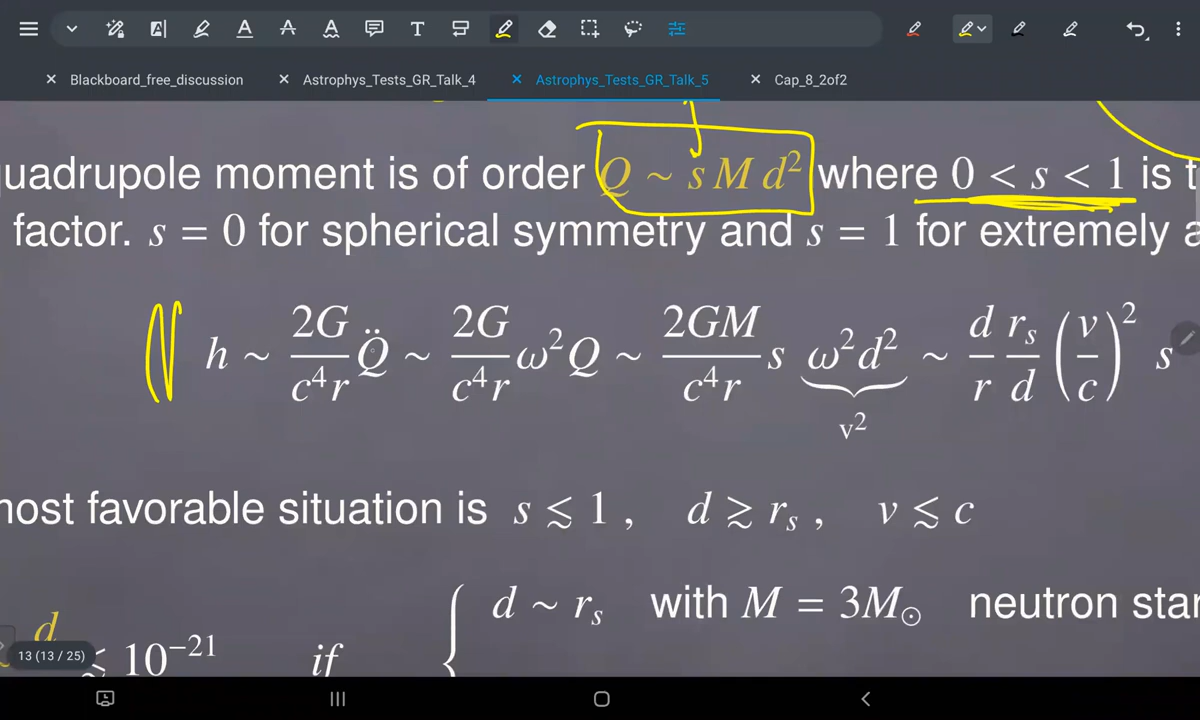 T
Blackboard_free_discussion Astrophys_Tests_GR_Talk_4 Astrophys_Tests_GR_Talk_5 Cap_8_2of2
uadrupole moment is of order Q ~ s M d² where 0 < s < 1 is t
factor. s = 0 for spherical symmetry and s = 1 for extremely a
h ~ 2G/c⁴r Q̈ ~ 2G/c⁴r ω²Q ~ 2GM/c⁴r s ω²d² ~ d/r r_s/d (v/c)² s
v²
most favorable situation is s ≲ 1 , d ≳ r_s , v ≲ c
d ~ r_s with M = 3M_⊙ neutron star
d
≲ 10⁻²¹ if
13 (13 / 25)